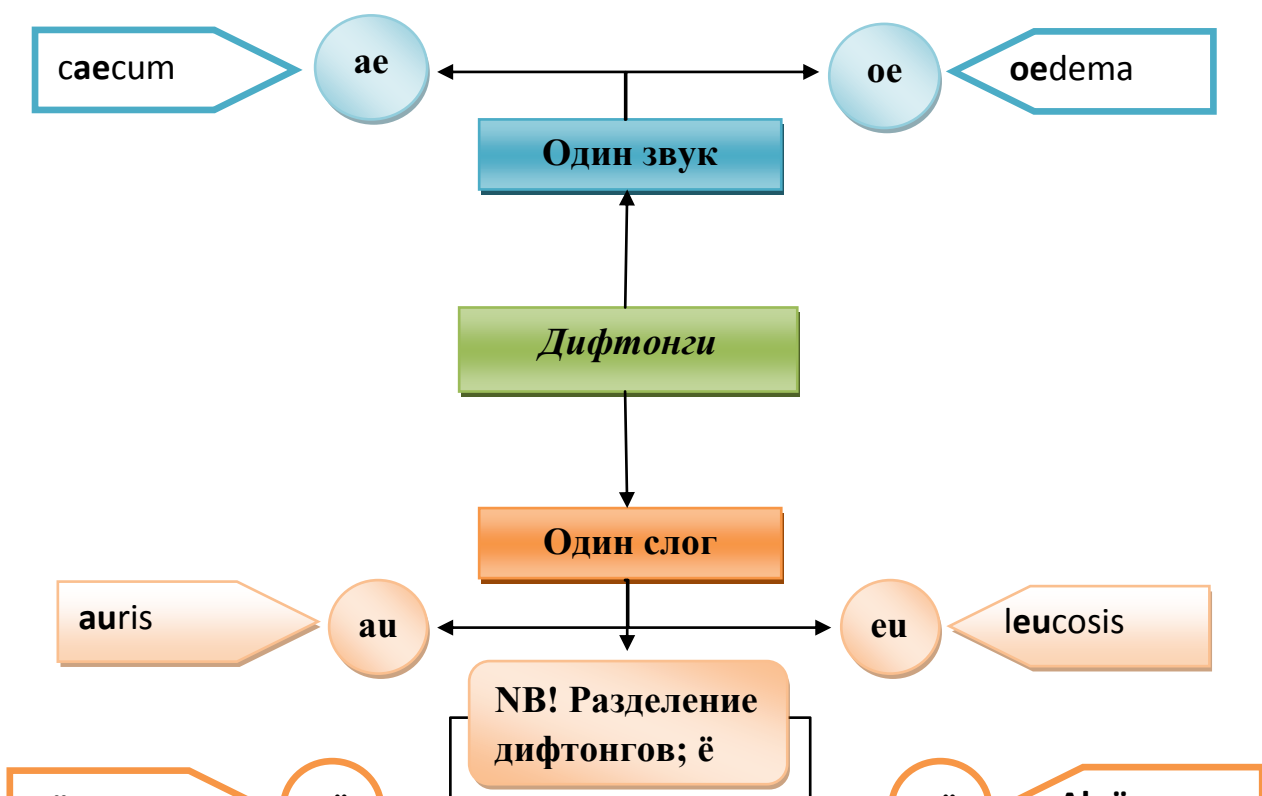 caecum
ae
oe
oedema
Один звук
Дифтонги
Один слог
auris
au
eu
leucosis
NB! Разделение
дифтонгов; ё